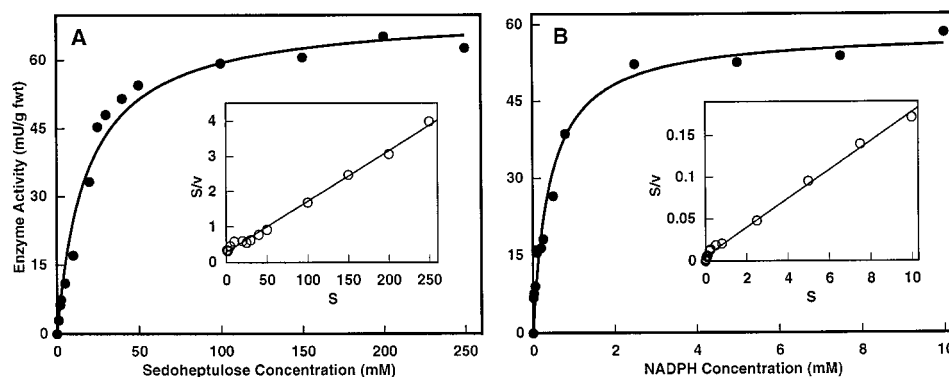 A
Enzyme Activity (mU/g fwt)
60
45
30
15
0
0 50 100 150 200 250
Sedoheptulose Concentration (mM)
S/v
4
3
2
1
0
0 50 100 150 200 250
S
B
60
45
30
15
0
0 2 4 6 8 10
NADPH Concentration (mM)
S/v
0.15
0.1
0.05
0
0 2 4 6 8 10
S